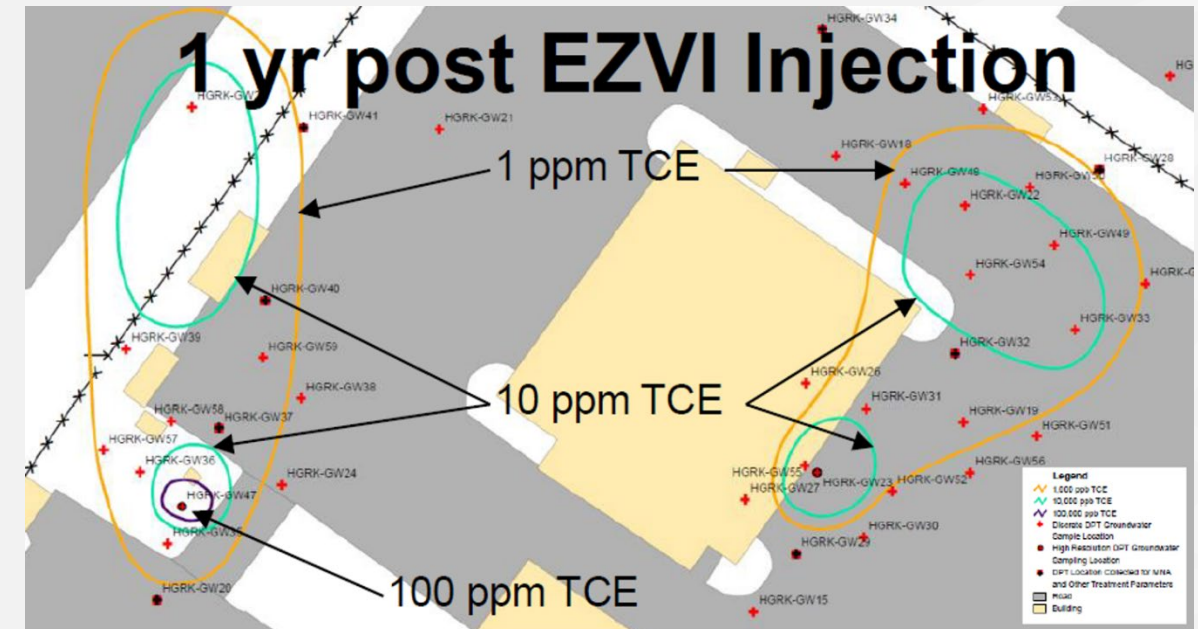 1 yr post EZVI Injection
HGRK-GW34
HGRK-GW41
HGRK-GW21
HGRK-GW18
HGRK-GW28
1 ppm TCE
HGRK-GW48
HGRK-GW22
HGRK-GW49
HGRK-GW54
HGRK-GW40
HGRK-GW33
HGRK-GW39
HGRK-GW59
HGRK-GW32
HGRK-GW26
HGRK-GW38
10 ppm TCE
HGRK-GW31
HGRK-GW58
HGRK-GW37
HGRK-GW19
HGRK-GW51
HGRK-GW57
HGRK-GW36
HGRK-GW24
HGRK-GW55
HGRK-GW56
HGRK-GW27
HGRK-GW23
HGRK-GW52
HGRK-GW47
HGRK-GW30
HGRK-GW29
HGRK-GW20
100 ppm TCE
HGRK-GW15
Legend
1,000 ppb TCE
10,000 ppb TCE
100,000 ppb TCE
Discrete DPT Groundwater
Sample Location
High Resolution DPT Groundwater
Sampling Location
DPT Location Collected for MNA
and Other Treatment Parameters
Road
Building